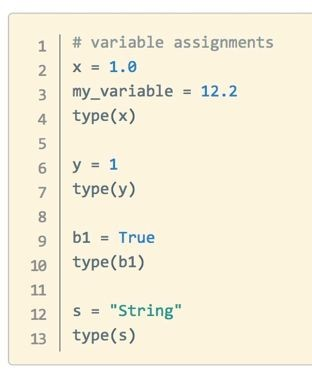 1 # variable assignments
2 x = 1.0
3 my_variable = 12.2
4 type(x)
5
6 y = 1
7 type(y)
8
9 b1 = True
10 type(b1)
11
12 s = "String"
13 type(s)